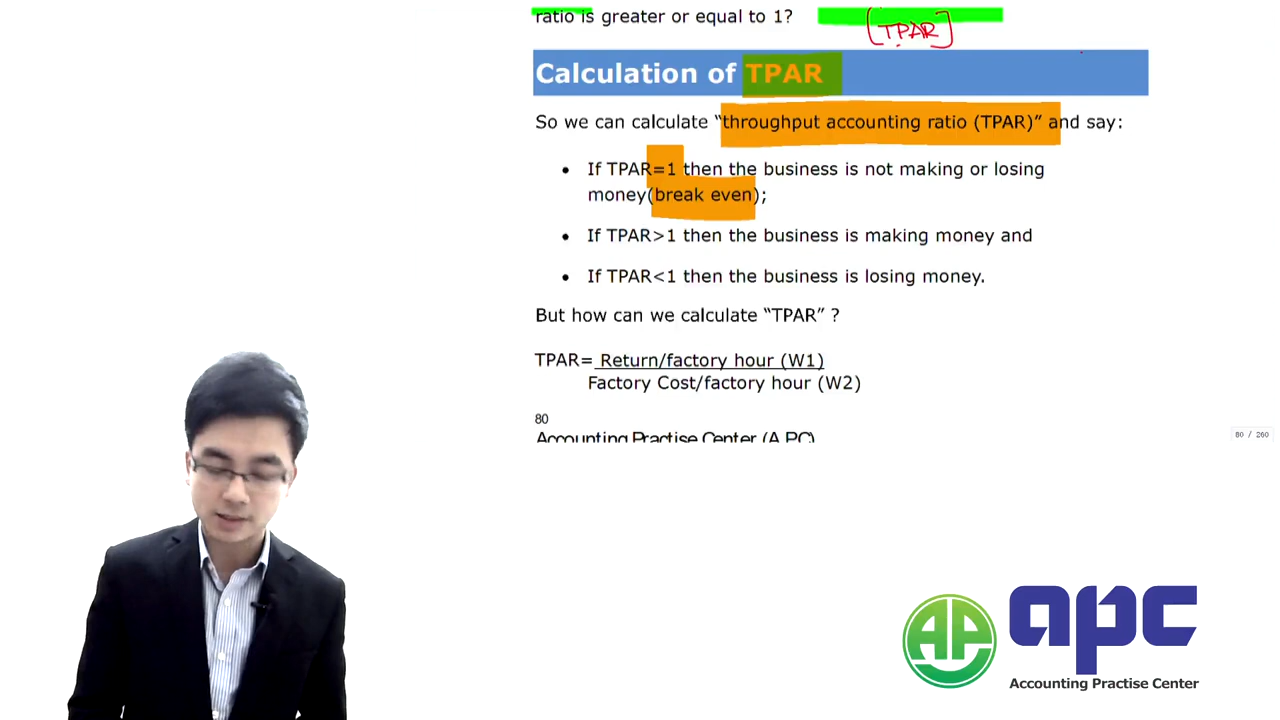 ratio is greater or equal to 1?
[TPAR]
Calculation of TPAR
So we can calculate “throughput accounting ratio (TPAR)” and say:
• If TPAR=1 then the business is not making or losing
money(break even);
• If TPAR>1 then the business is making money and
• If TPAR<1 then the business is losing money.
But how can we calculate “TPAR” ?
TPAR= Return/factory hour (W1)
Factory Cost/factory hour (W2)
80
Accounting Practise Center (A PC)
80 / 260
AP
apc
Accounting Practise Center